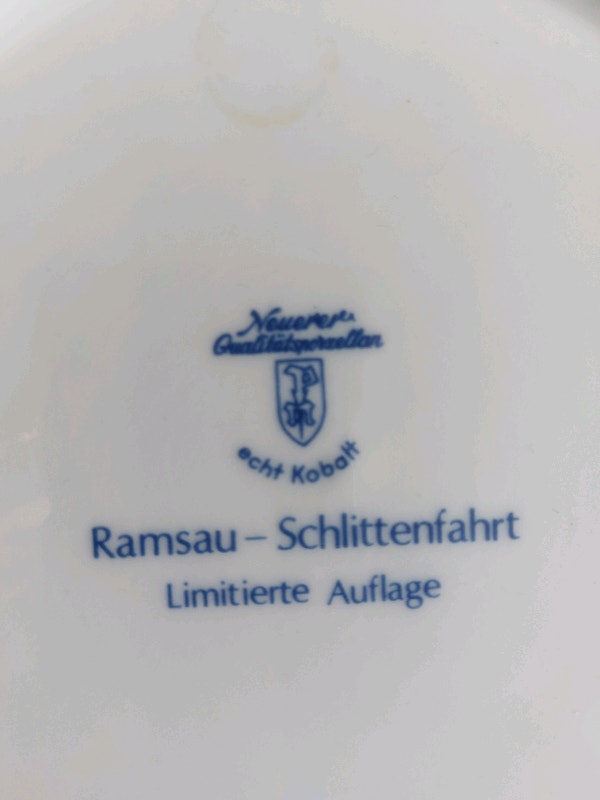 Neuerer
Qualitätsporzellan
echt Kobalt
Ramsau – Schlittenfahrt
Limitierte Auflage